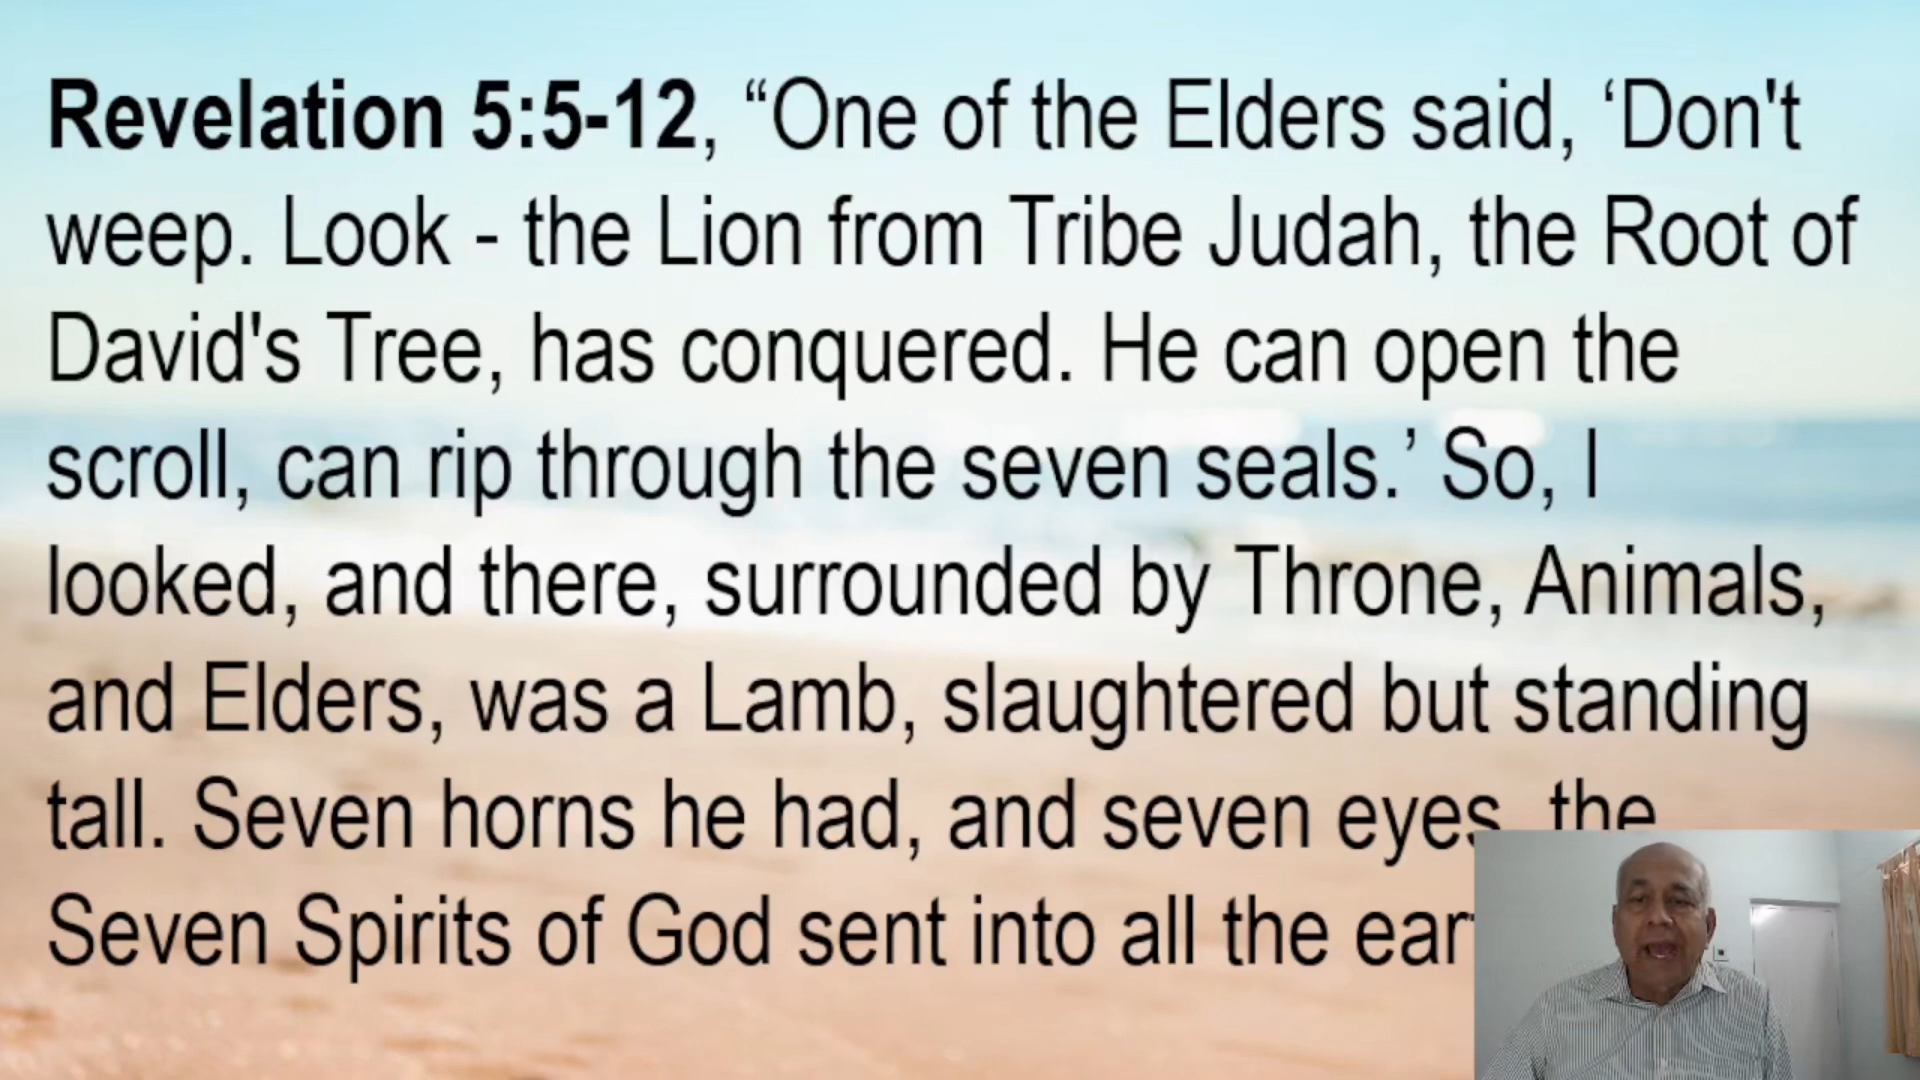 Revelation 5:5-12, “One of the Elders said, ‘Don't
weep. Look - the Lion from Tribe Judah, the Root of
David's Tree, has conquered. He can open the
scroll, can rip through the seven seals.’ So, I
looked, and there, surrounded by Throne, Animals,
and Elders, was a Lamb, slaughtered but standing
tall. Seven horns he had, and seven eyes, the
Seven Spirits of God sent into all the